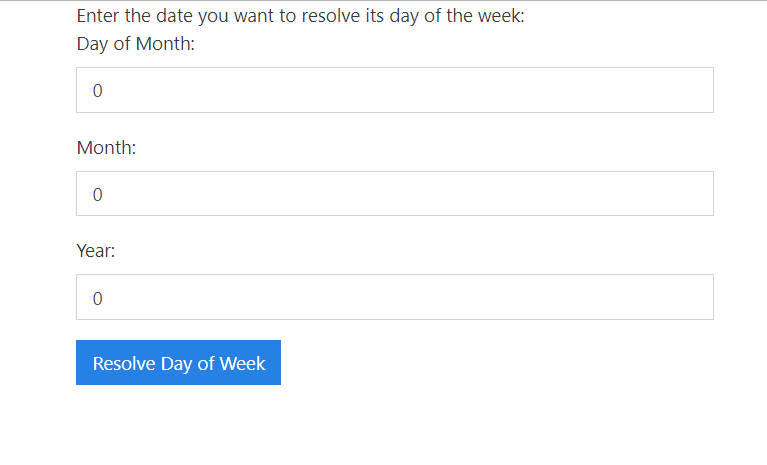 Enter the date you want to resolve its day of the week:
Day of Month:
0
Month:
0
Year:
0
Resolve Day of Week